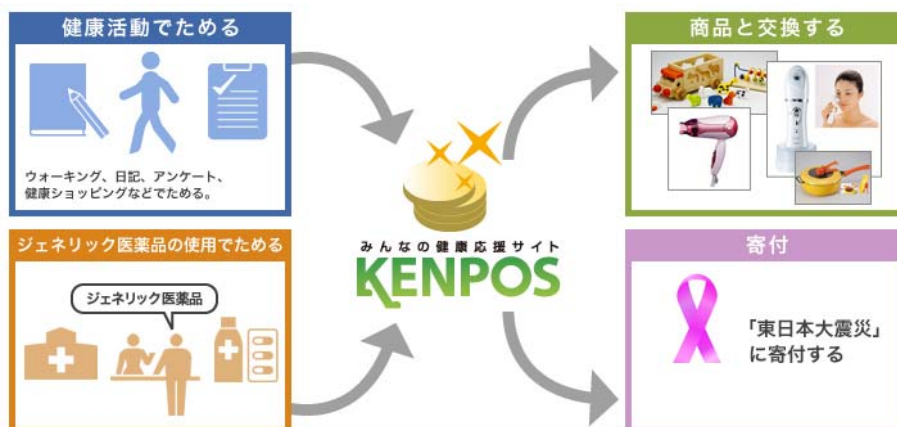 健康活動でためる
ウォーキング、日記、アンケート、
健康ショッピングなどでためる。
ジェネリック医薬品の使用でためる
ジェネリック医薬品
みんなの健康応援サイト
KENPOS
商品と交換する
寄付
「東日本大震災」
に寄付する